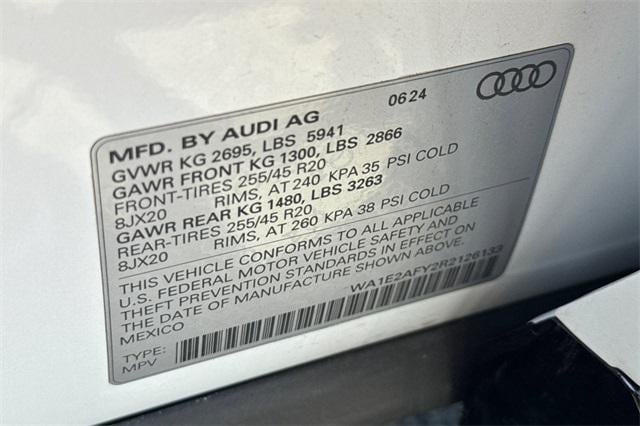 MFD. BY AUDI AG 0624
GVWR KG 2695, LBS 5941
GAWR FRONT KG 1300, LBS 2866
FRONT-TIRES 255/45 R20
8JX20 RIMS, AT 240 KPA 35 PSI COLD
GAWR REAR KG 1480, LBS 3263
REAR-TIRES 255/45 R20
8JX20 RIMS, AT 260 KPA 38 PSI COLD
THIS VEHICLE CONFORMS TO ALL APPLICABLE
U.S. FEDERAL MOTOR VEHICLE SAFETY AND
THEFT PREVENTION STANDARDS IN EFFECT ON
THE DATE OF MANUFACTURE SHOWN ABOVE.
MEXICO WA1E2AFY2R2126133
TYPE:
MPV